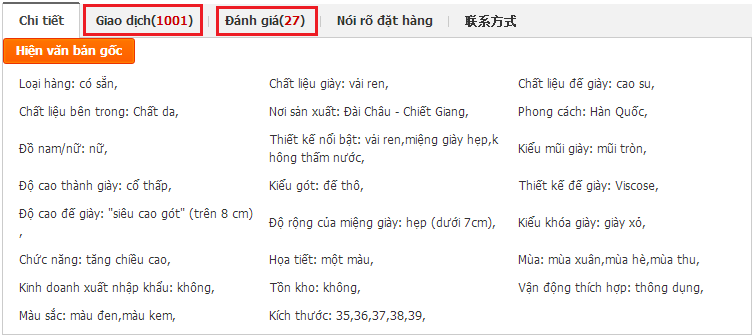 Chi tiết Giao dịch(1001) Đánh giá(27) Nói rõ đặt hàng 联系方式
Hiện văn bản gốc
Loại hàng: có sẵn, Chất liệu giày: vải ren, Chất liệu đế giày: cao su,
Chất liệu bên trong: Chất da, Nơi sản xuất: Đài Châu - Chiết Giang, Phong cách: Hàn Quốc,
Đồ nam/nữ: nữ, Thiết kế nổi bật: vải ren,miệng giày hẹp,k
hông thấm nước, Kiểu mũi giày: mũi tròn,
Độ cao thành giày: cổ thấp, Kiểu gót: đế thô, Thiết kế đế giày: Viscose,
Độ cao đế giày: "siêu cao gót" (trên 8 cm)
, Độ rộng của miệng giày: hẹp (dưới 7cm), Kiểu khóa giày: giày xỏ,
Chức năng: tăng chiều cao, Họa tiết: một màu, Mùa: mùa xuân,mùa hè,mùa thu,
Kinh doanh xuất nhập khẩu: không, Tồn kho: không, Vận động thích hợp: thông dụng,
Màu sắc: màu đen,màu kem, Kích thước: 35,36,37,38,39,